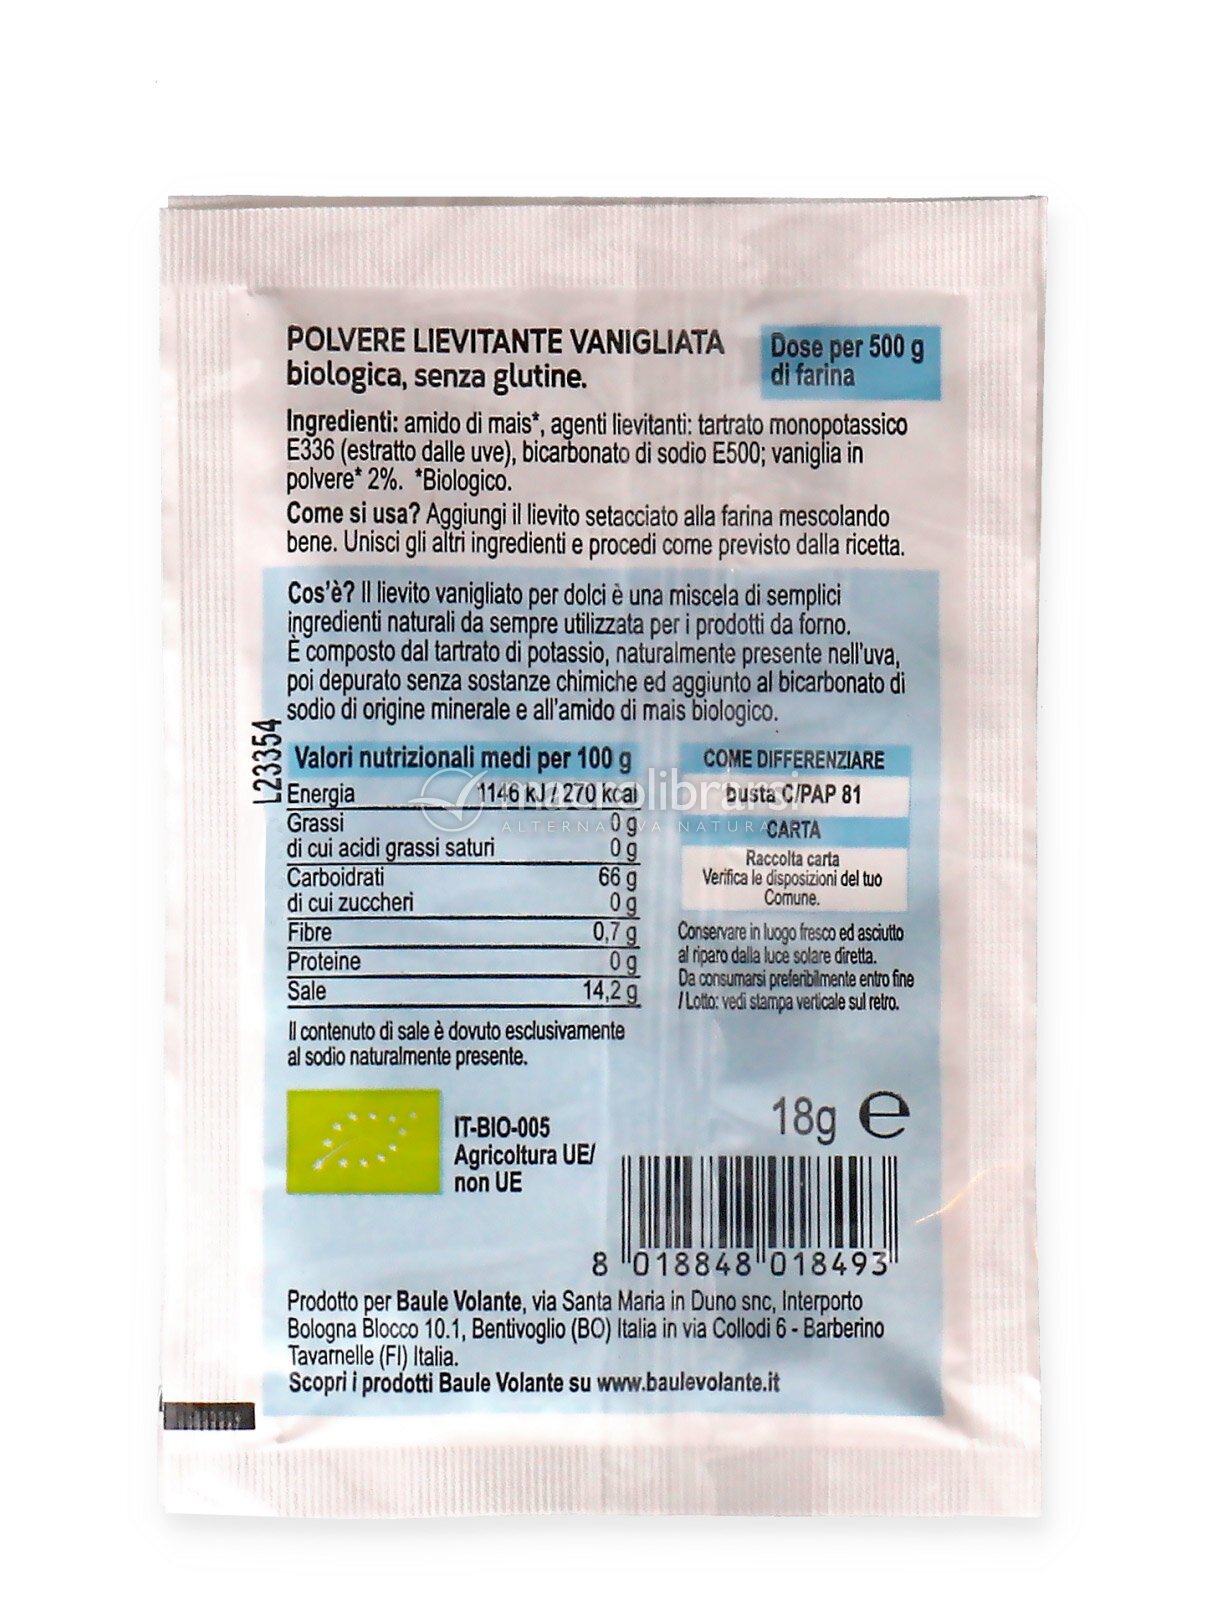 POLVERE LIEVITANTE VANIGLIATA
biologica, senza glutine.
Dose per 500 g
di farina
Ingredienti: amido di mais*, agenti lievitanti: tartrato monopotassico
E336 (estratto dalle uve), bicarbonato di sodio E500; vaniglia in
polvere* 2%. *Biologico.
Come si usa? Aggiungi il lievito setacciato alla farina mescolando
bene. Unisci gli altri ingredienti e procedi come previsto dalla ricetta.
Cos'è? Il lievito vanigliato per dolci è una miscela di semplici
ingredienti naturali da sempre utilizzata per i prodotti da forno.
È composto dal tartrato di potassio, naturalmente presente nell'uva,
poi depurato senza sostanze chimiche ed aggiunto al bicarbonato di
sodio di origine minerale e all'amido di mais biologico.
L23354
Valori nutrizionali medi per 100 g
Energia 1146 kJ / 270 kcal
Grassi 0 g
di cui acidi grassi saturi 0 g
Carboidrati 66 g
di cui zuccheri 0 g
Fibre 0,7 g
Proteine 0 g
Sale 14,2 g
Il contenuto di sale è dovuto esclusivamente
al sodio naturalmente presente.
COME DIFFERENZIARE
busta C/PAP 81
CARTA
Raccolta carta
Verifica le disposizioni del tuo
Comune.
Conservare in luogo fresco ed asciutto
al riparo dalla luce solare diretta.
Da consumarsi preferibilmente entro fine
/ Lotto: vedi stampa verticale sul retro.
macrolibrarsi
ALTERNATIVA NATURA
IT-BIO-005
Agricoltura UE/
non UE
18g e
8 018848 018493
Prodotto per Baule Volante, via Santa Maria in Duno snc, Interporto
Bologna Blocco 10.1, Bentivoglio (BO) Italia in via Collodi 6 - Barberino
Tavarnelle (FI) Italia.
Scopri i prodotti Baule Volante su www.baulevolante.it